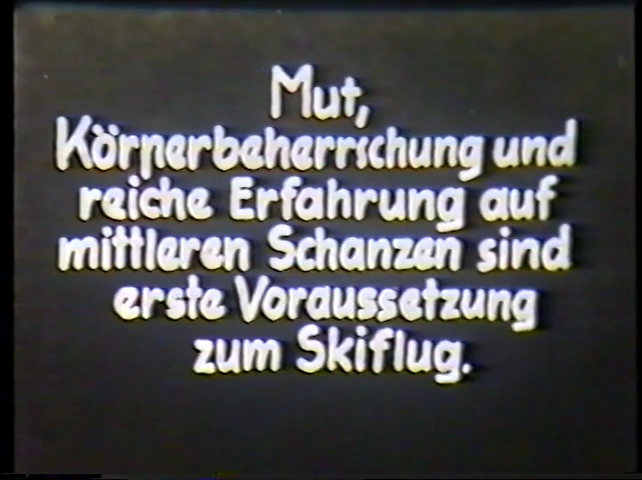 Mut,
Körperbeherrschung und
reiche Erfahrung auf
mittleren Schanzen sind
erste Voraussetzung
zum Skiflug.